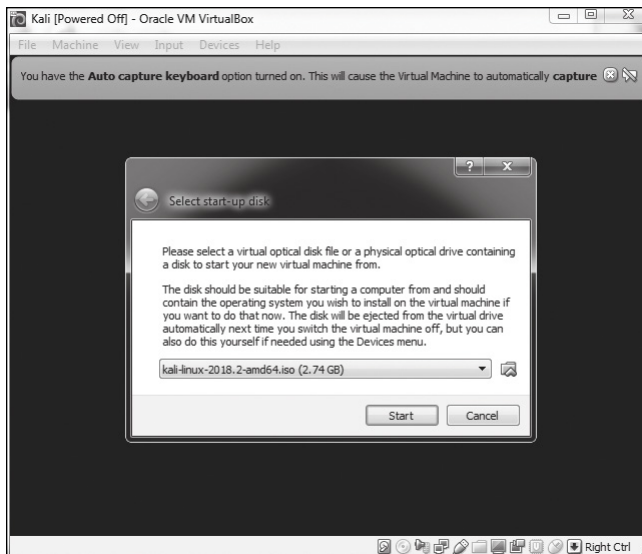 Kali [Powered Off] - Oracle VM VirtualBox
File Machine View Input Devices Help
You have the Auto capture keyboard option turned on. This will cause the Virtual Machine to automatically capture
? X
Select start-up disk
Please select a virtual optical disk file or a physical optical drive containing
a disk to start your new virtual machine from.
The disk should be suitable for starting a computer from and should
contain the operating system you wish to install on the virtual machine if
you want to do that now. The disk will be ejected from the virtual drive
automatically next time you switch the virtual machine off, but you can
also do this yourself if needed using the Devices menu.
kali-linux-2018.2-amd64.iso (2.74 GB)
Start Cancel
Right Ctrl